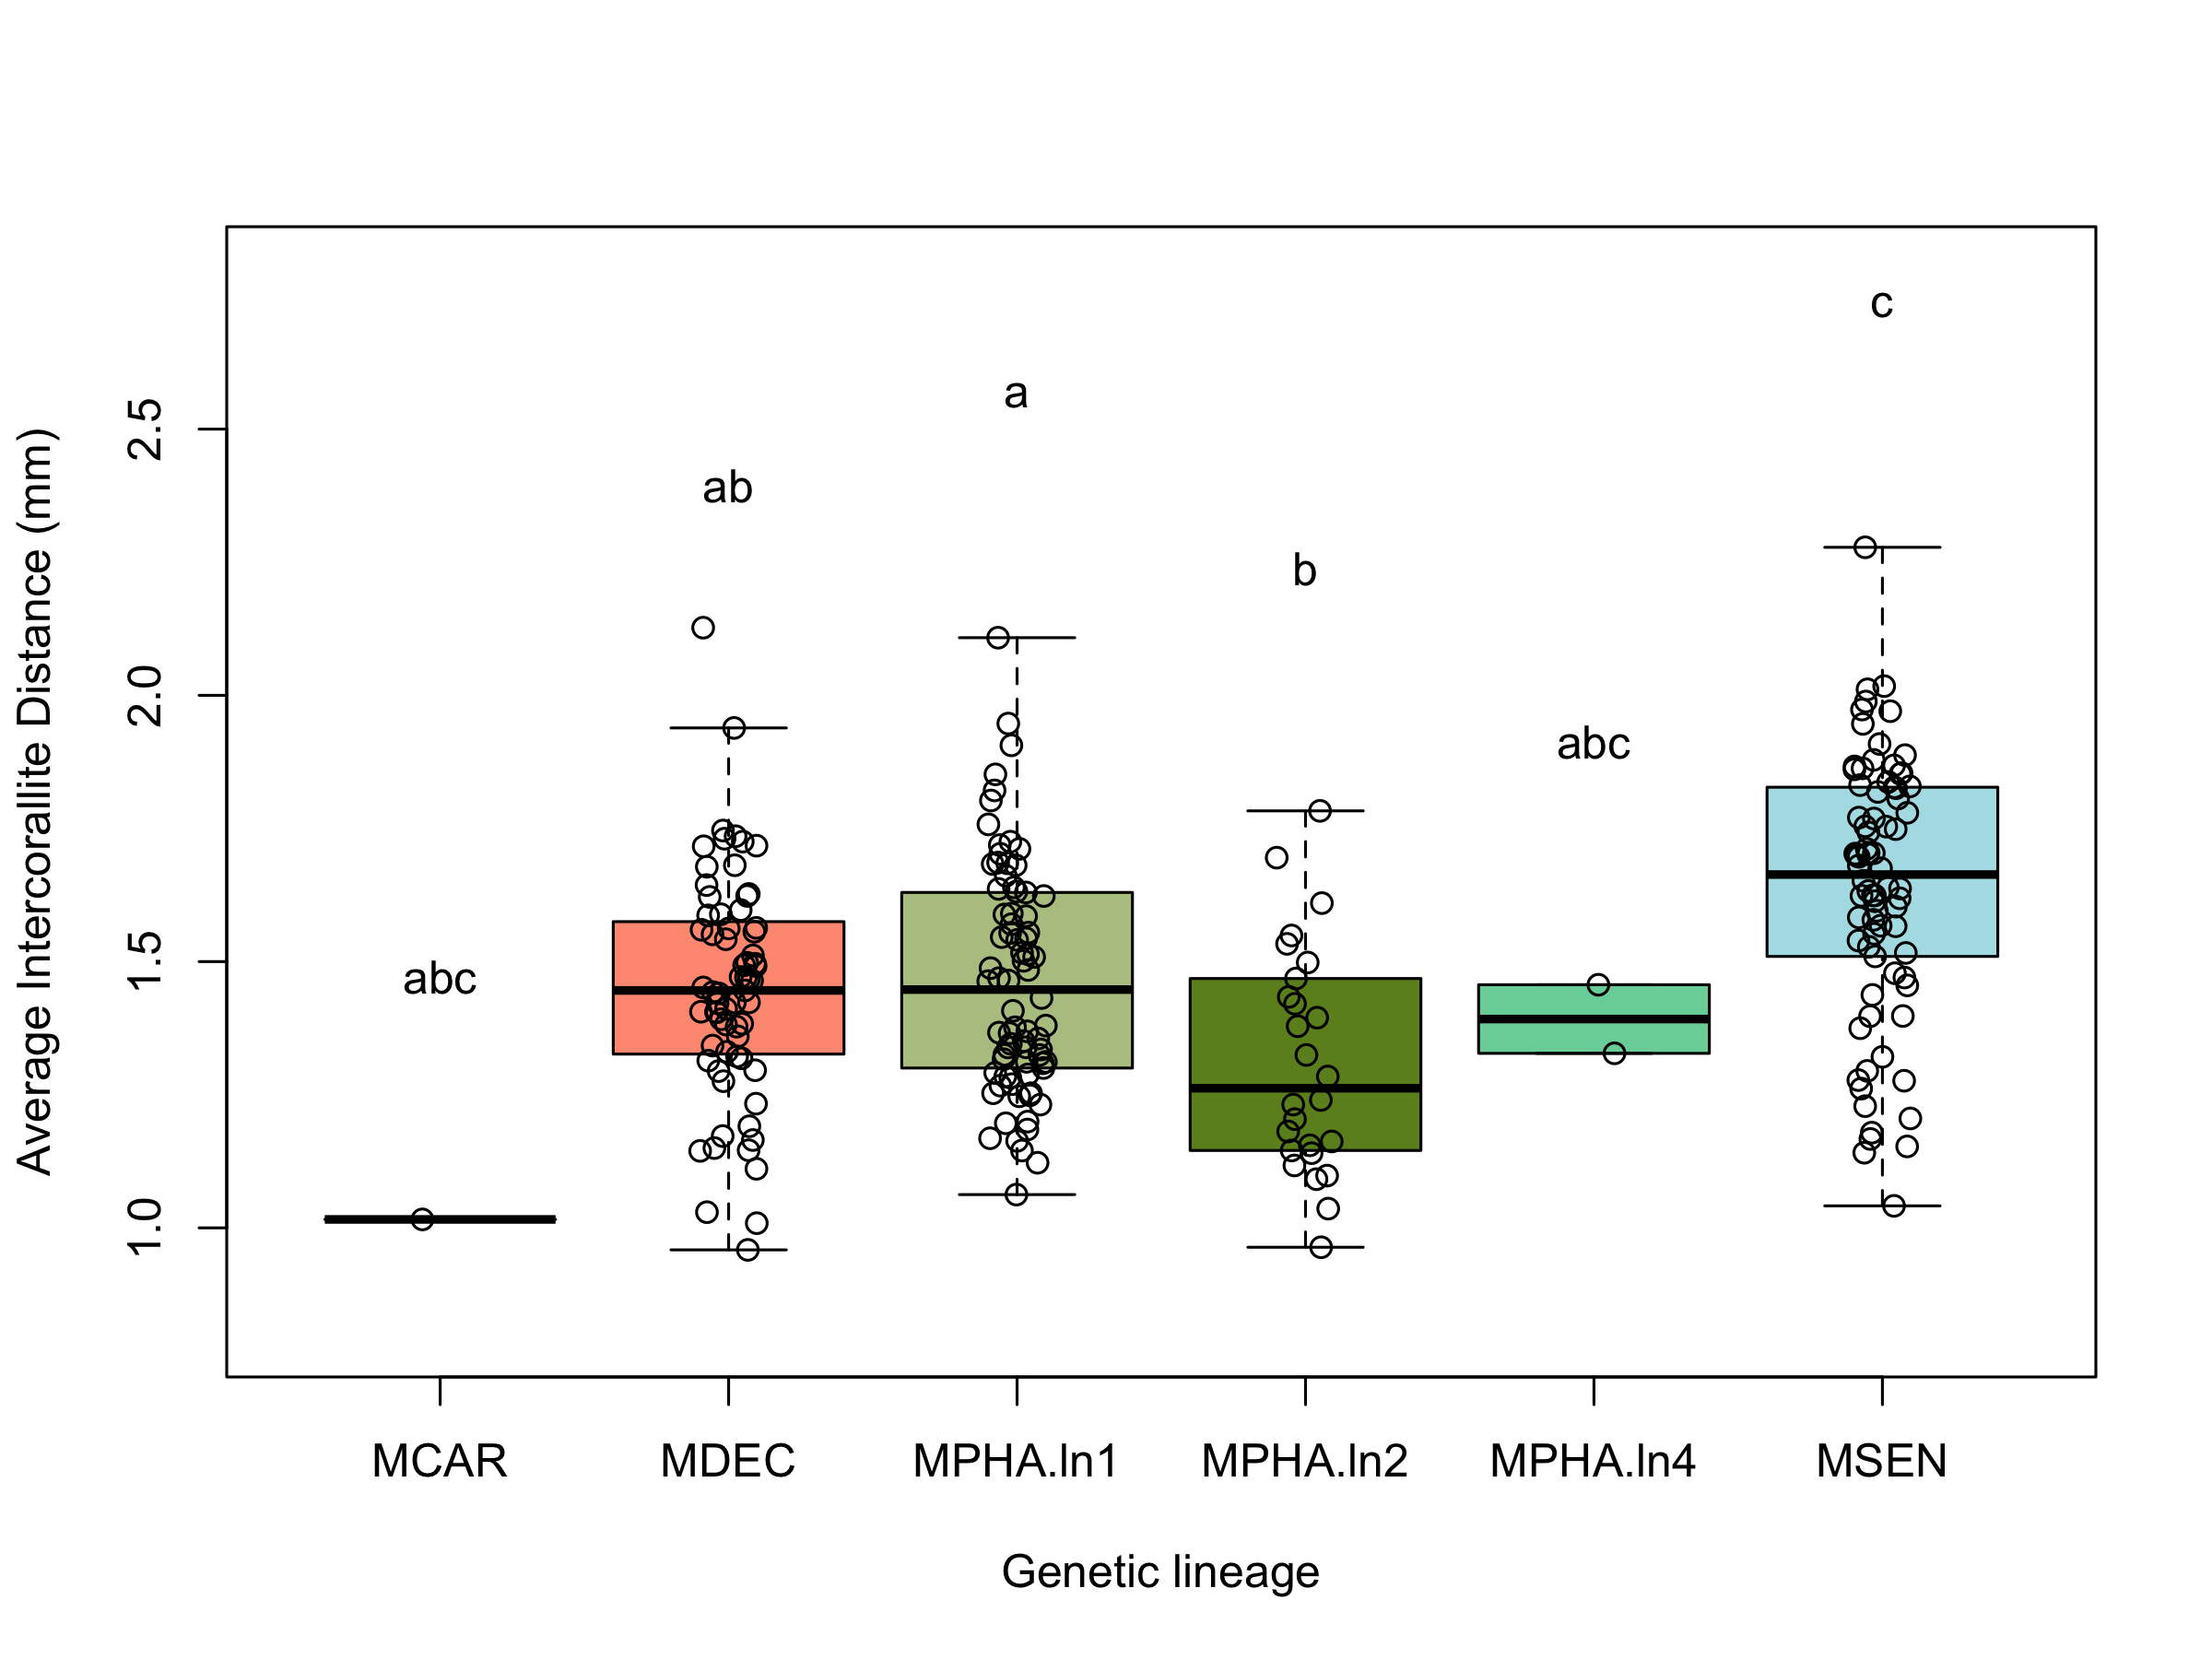 c
a
ab
b
abc
abc
Average Intercorallite Distance (mm)
2.5
2.0
1.5
1.0
MCAR MDEC MPHA.ln1 MPHA.ln2 MPHA.ln4 MSEN
Genetic lineage